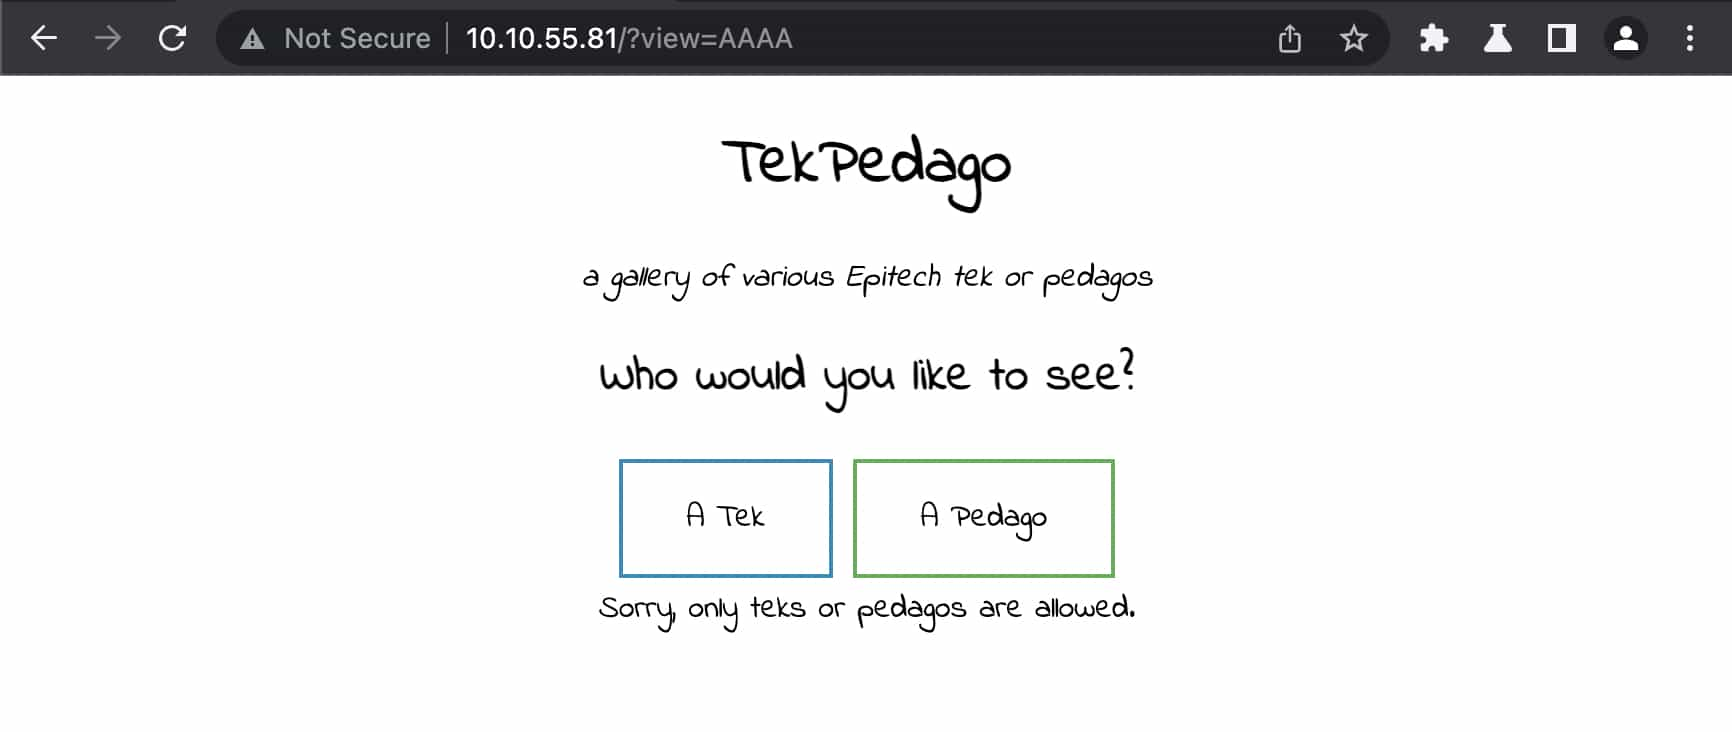 Not Secure | 10.10.55.81/?view=AAAA
TekPedago
a gallery of various Epitech tek or pedagos
who would you like to see?
A Tek A Pedago
Sorry, only teks or pedagos are allowed.